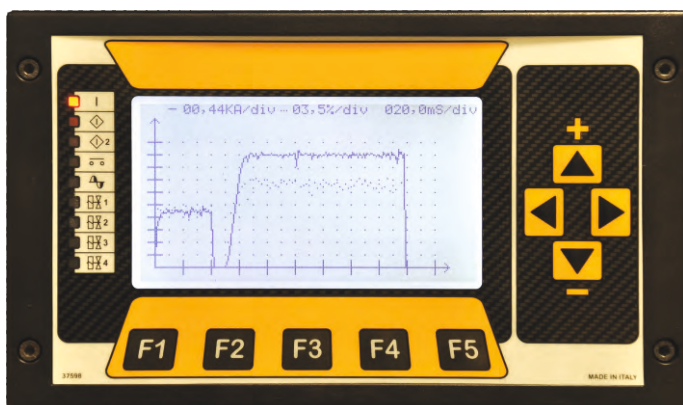 — 00,44KA/div ··· 03,5%/div 020,0mS/div
I
I
I 2
1
2
3
4
+
−
F1 F2 F3 F4 F5
37598
MADE IN ITALY